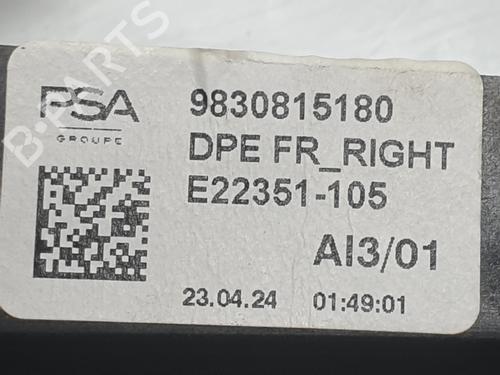 B-PARTS
PSA
GROUPE
9830815180
DPE FR_RIGHT
E22351-105
AI3/01
23.04.24 01:49:01